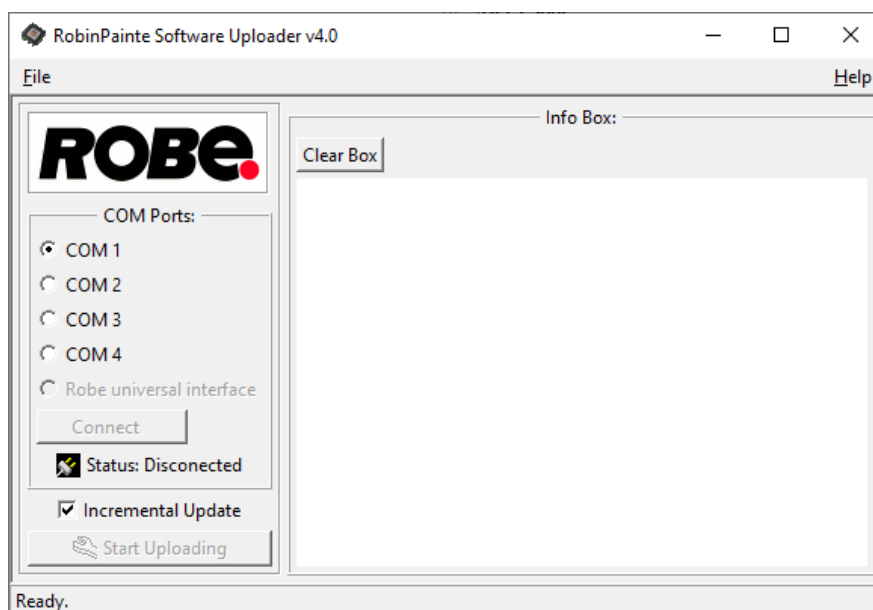 RobinPainte Software Uploader v4.0
File
Help
ROBE.
COM Ports:
COM 1
COM 2
COM 3
COM 4
Robe universal interface
Connect
Status: Disconected
Incremental Update
Start Uploading
Info Box:
Clear Box
Ready.